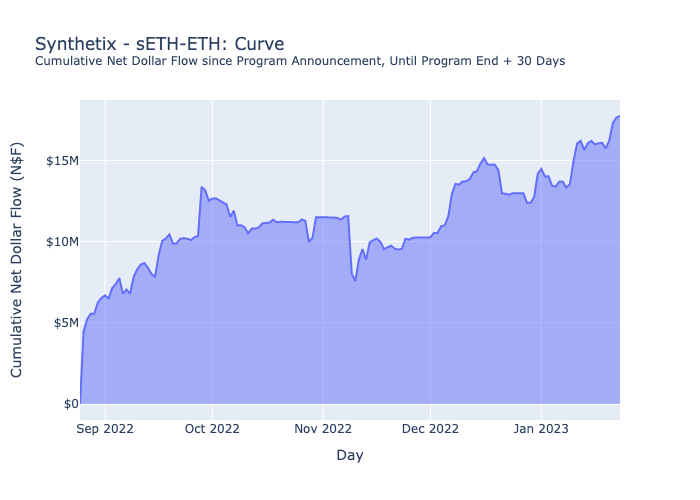 Synthetix - sETH-ETH: Curve
Cumulative Net Dollar Flow since Program Announcement, Until Program End + 30 Days
Cumulative Net Dollar Flow (N$F)
$15M
$10M
$5M
$0
Sep 2022
Oct 2022
Nov 2022
Dec 2022
Jan 2023
Day